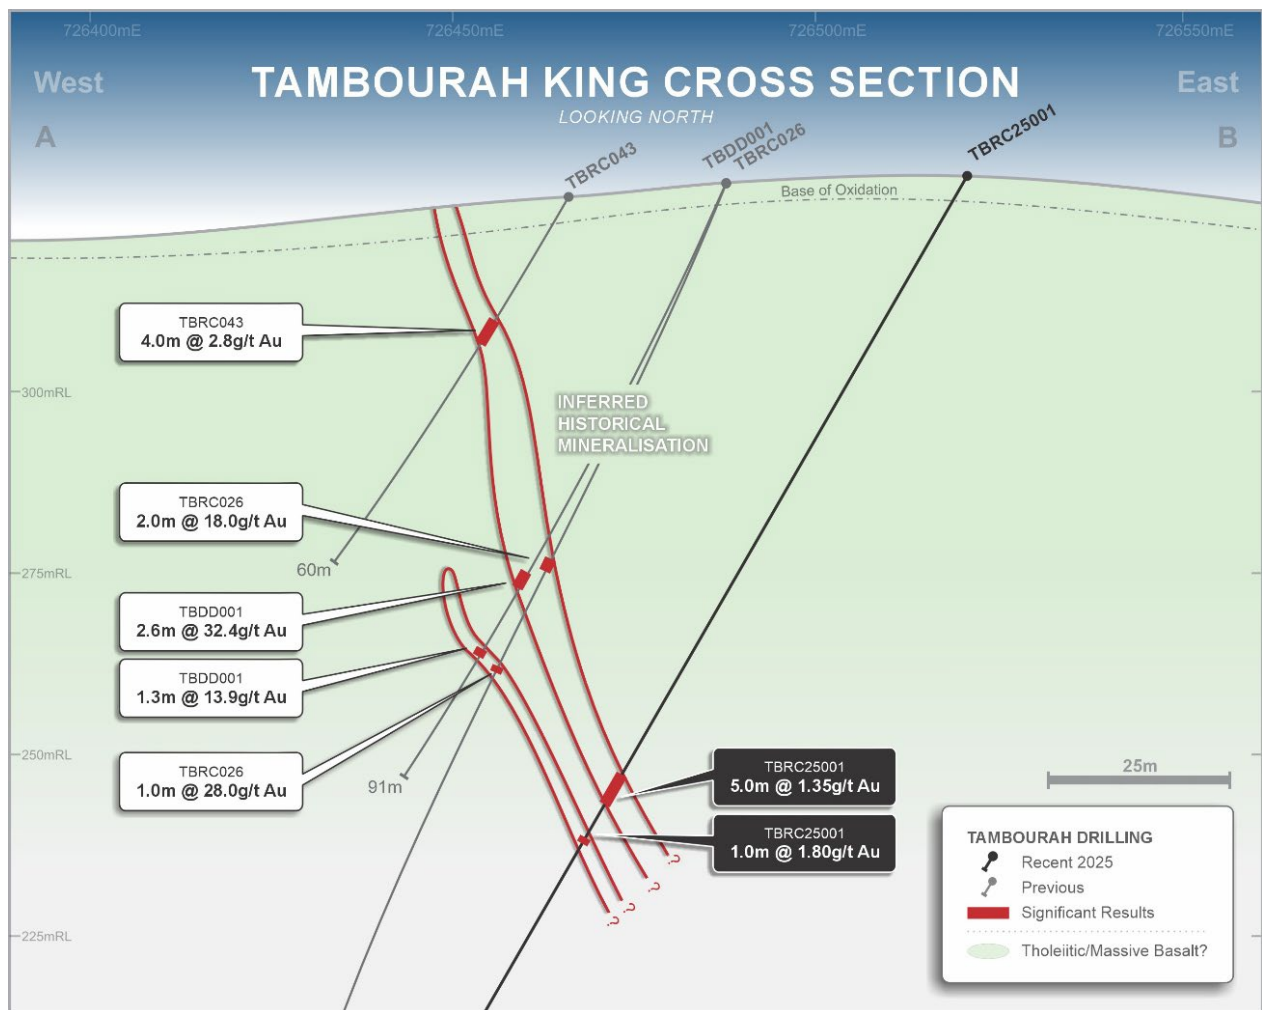 726400mE
726450mE
726500mE
726550mE
West
TAMBOURAH KING CROSS SECTION
East
LOOKING NORTH
A
B
TBRC043
TBDD001
TBRC026
TBRC25001
Base of Oxidation
TBRC043
4.0m @ 2.8g/t Au
300mRL
INFERRED
HISTORICAL
MINERALISATION
TBRC026
2.0m @ 18.0g/t Au
60m
275mRL
TBDD001
2.6m @ 32.4g/t Au
TBDD001
1.3m @ 13.9g/t Au
250mRL
TBRC026
1.0m @ 28.0g/t Au
91m
TBRC25001
5.0m @ 1.35g/t Au
25m
TBRC25001
1.0m @ 1.80g/t Au
?
?
?
?
225mRL
TAMBOURAH DRILLING
Recent 2025
Previous
Significant Results
Tholeiitic/Massive Basalt?